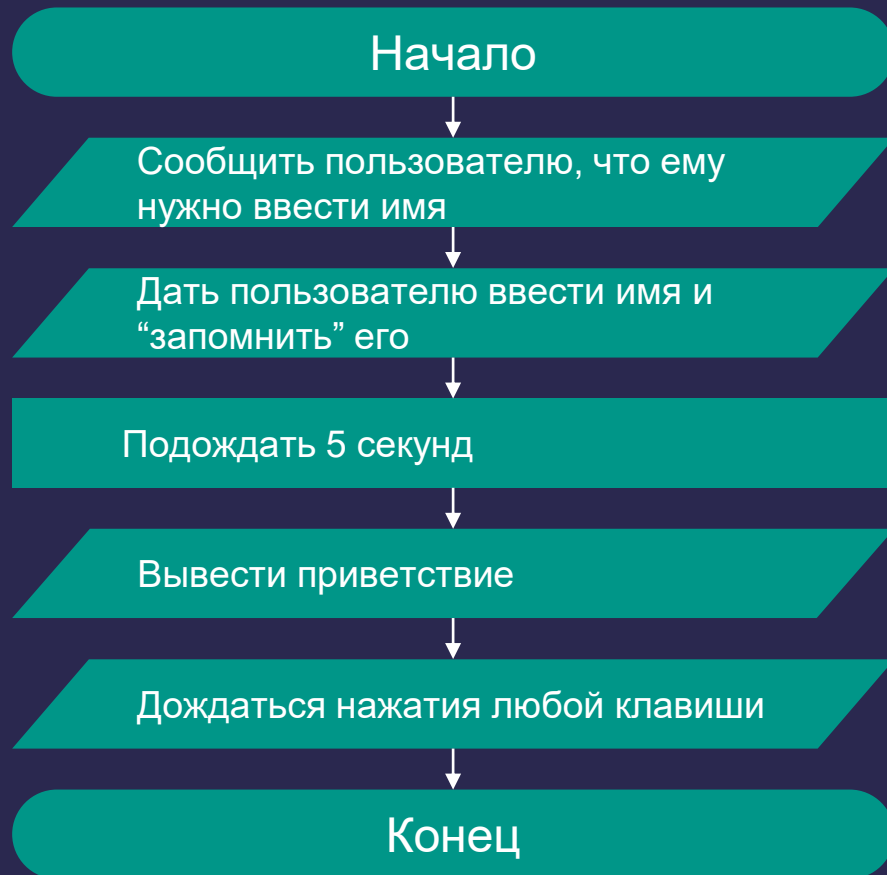 Начало
Сообщить пользователю, что ему
нужно ввести имя
Дать пользователю ввести имя и
“запомнить” его
Подождать 5 секунд
Вывести приветствие
Дождаться нажатия любой клавиши
Конец